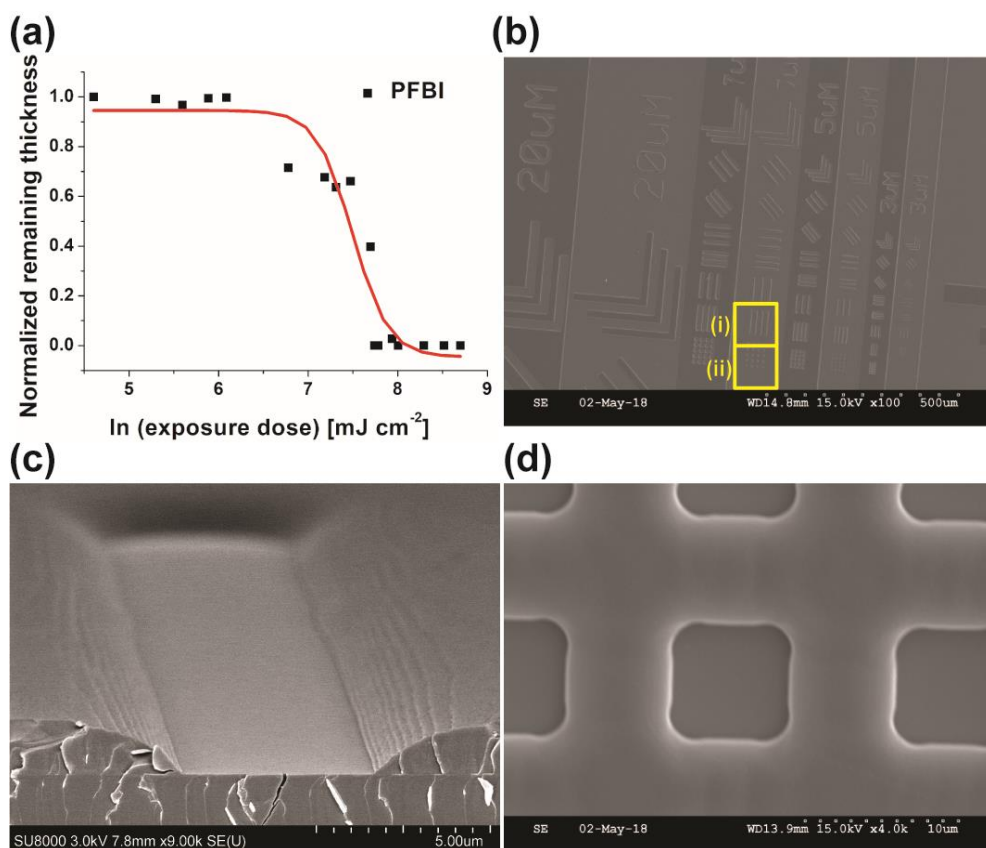 (a)
Normalized remaining thickness
1.0
0.8
0.6
0.4
0.2
0.0
PFBI
5 6 7 8 9
ln (exposure dose) [mJ cm⁻²]
(b)
20uM
20uM
7uM
7uM
5uM
5uM
3uM
3uM
(i)
(ii)
SE 02-May-18 WD14.8mm 15.0kV x100 500um
(c)
SU8000 3.0kV 7.8mm x9.00k SE(U) 5.00um
(d)
SE 02-May-18 WD13.9mm 15.0kV x4.0k 10um